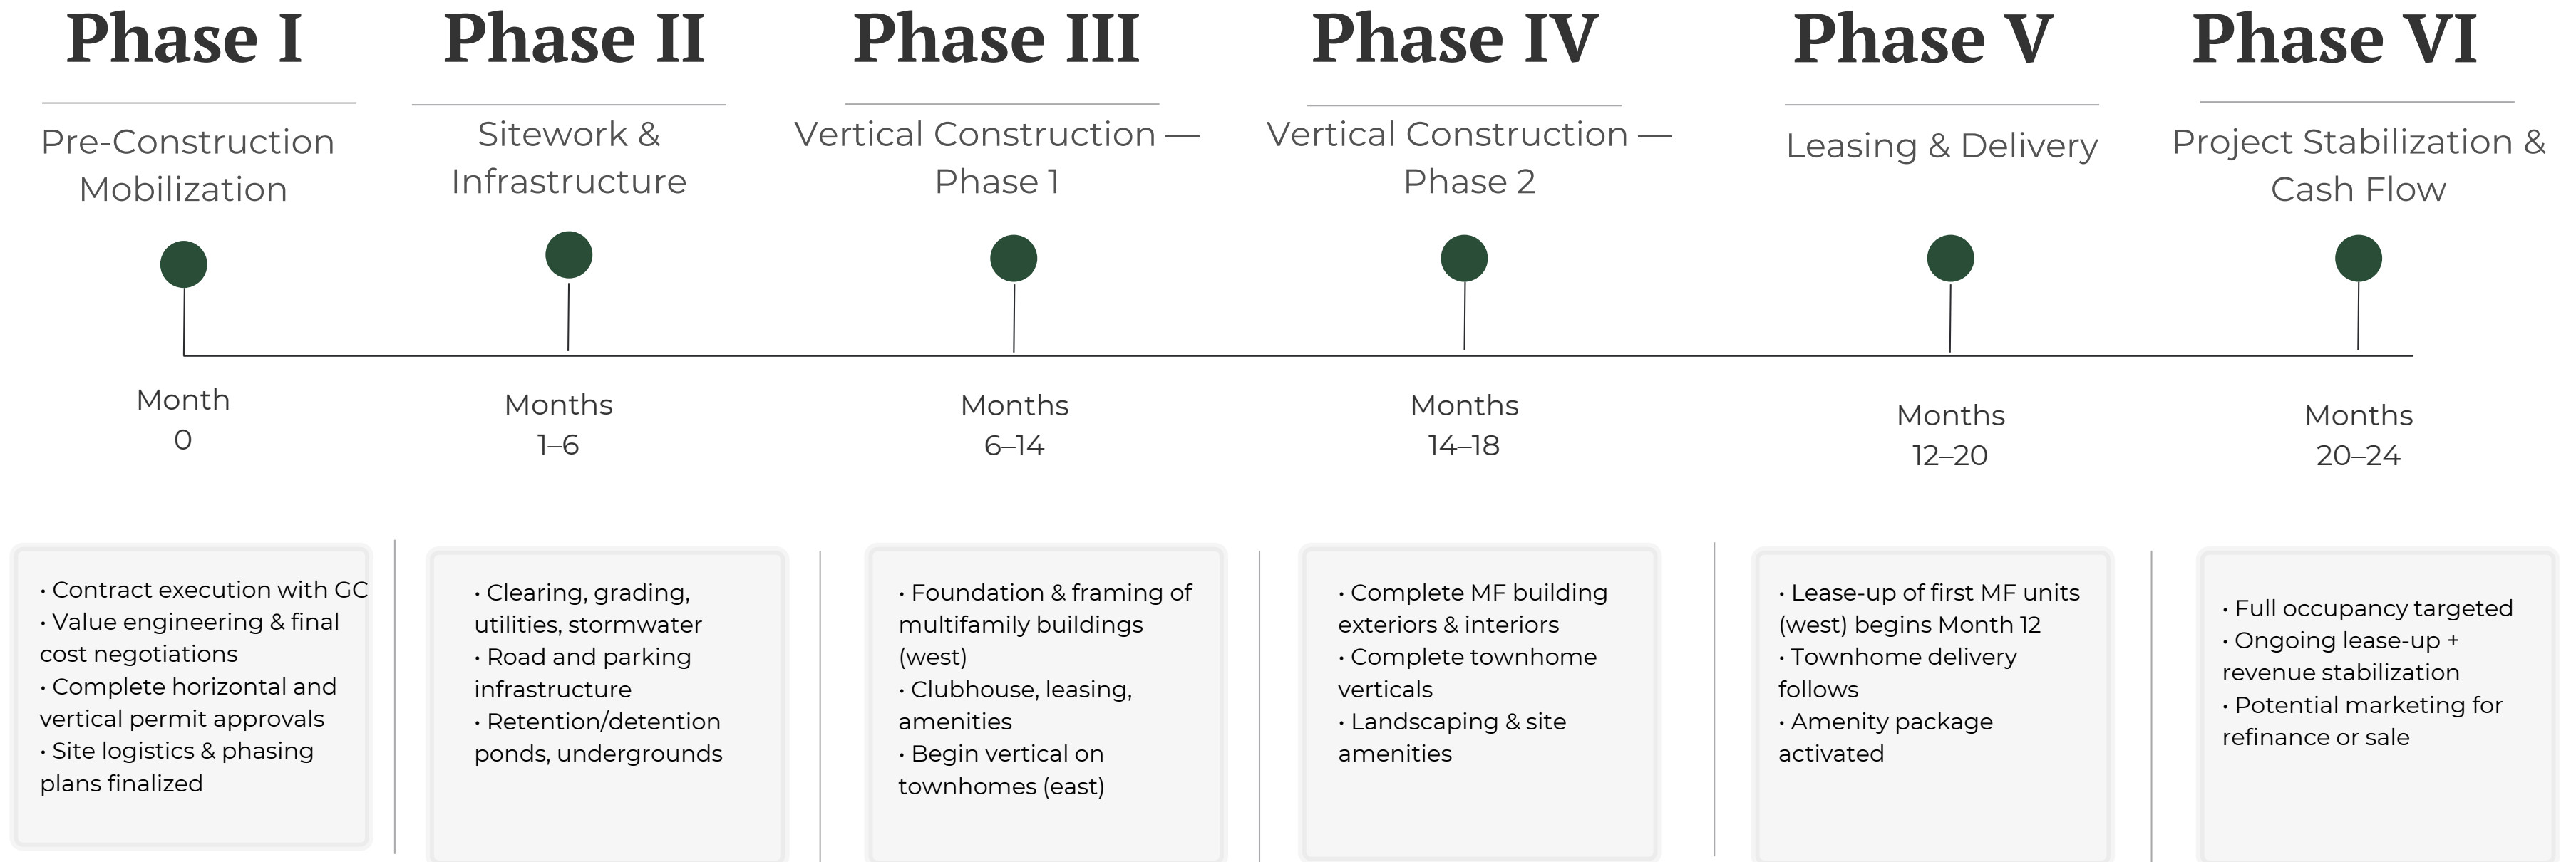 Phase I
Pre-Construction
Mobilization
Month
0
• Contract execution with GC
• Value engineering & final
cost negotiations
• Complete horizontal and
vertical permit approvals
• Site logistics & phasing
plans finalized
Phase II
Sitework &
Infrastructure
Months
1–6
• Clearing, grading,
utilities, stormwater
• Road and parking
infrastructure
• Retention/detention
ponds, undergrounds
Phase III
Vertical Construction —
Phase 1
Months
6–14
• Foundation & framing of
multifamily buildings
(west)
• Clubhouse, leasing,
amenities
• Begin vertical on
townhomes (east)
Phase IV
Vertical Construction —
Phase 2
Months
14–18
• Complete MF building
exteriors & interiors
• Complete townhome
verticals
• Landscaping & site
amenities
Phase V
Leasing & Delivery
Months
12–20
• Lease-up of first MF units
(west) begins Month 12
• Townhome delivery
follows
• Amenity package
activated
Phase VI
Project Stabilization &
Cash Flow
Months
20–24
• Full occupancy targeted
• Ongoing lease-up +
revenue stabilization
• Potential marketing for
refinance or sale